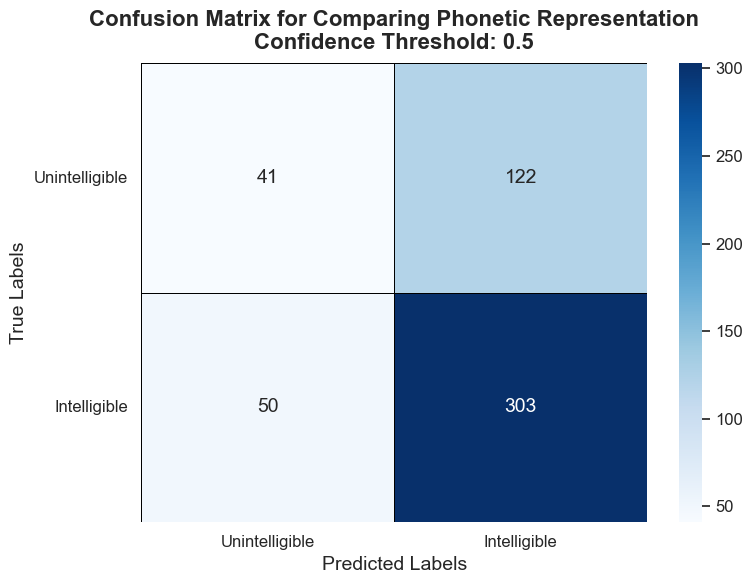 Confusion Matrix for Comparing Phonetic Representation
Confidence Threshold: 0.5
True Labels
Unintelligible
41
122
Intelligible
50
303
Unintelligible
Intelligible
Predicted Labels
300
250
200
150
100
50